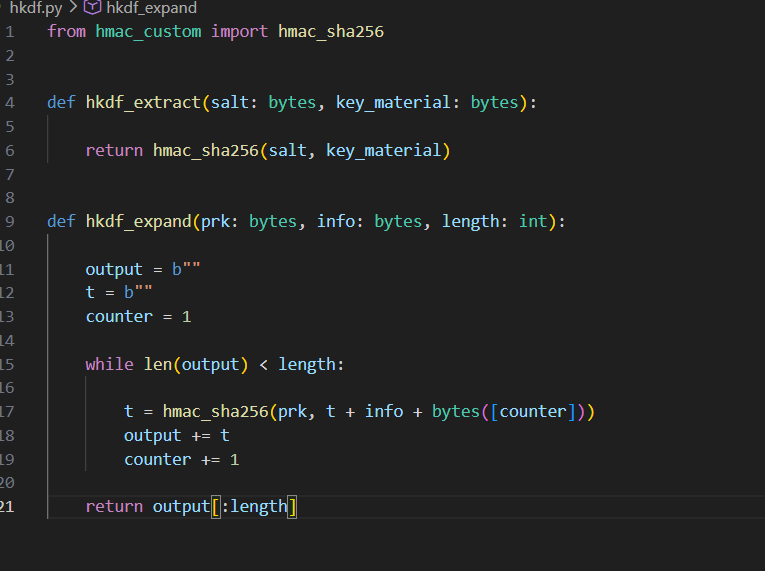 hkdf.py > hkdf_expand
1 from hmac_custom import hmac_sha256
2
3
4 def hkdf_extract(salt: bytes, key_material: bytes):
5
6     return hmac_sha256(salt, key_material)
7
8
9 def hkdf_expand(prk: bytes, info: bytes, length: int):
10
11     output = b""
12     t = b""
13     counter = 1
14
15     while len(output) < length:
16
17         t = hmac_sha256(prk, t + info + bytes([counter]))
18         output += t
19         counter += 1
20
21     return output[:length]